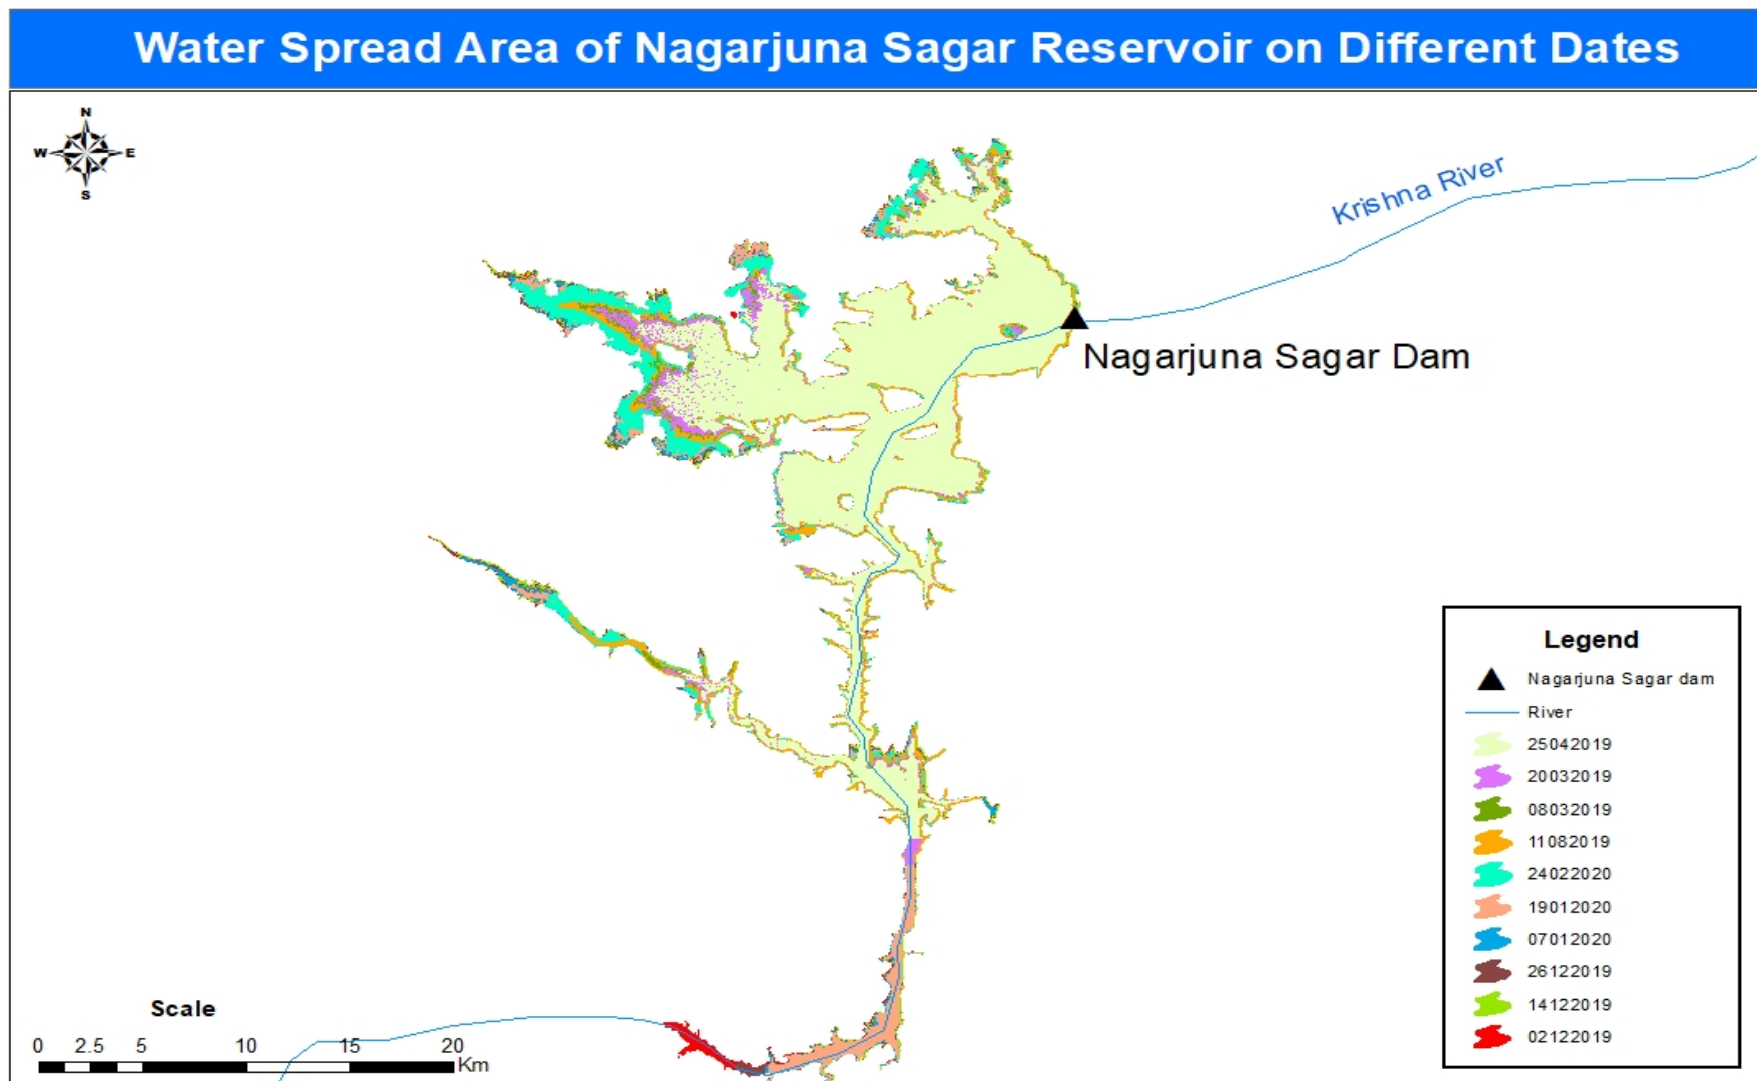 Water Spread Area of Nagarjuna Sagar Reservoir on Different Dates
N
W E
S
Krishna River
Nagarjuna Sagar Dam
Legend
Nagarjuna Sagar dam
River
25042019
20032019
08032019
11082019
24022020
19012020
07012020
26122019
14122019
02122019
Scale
0 2.5 5 10 15 20
Km